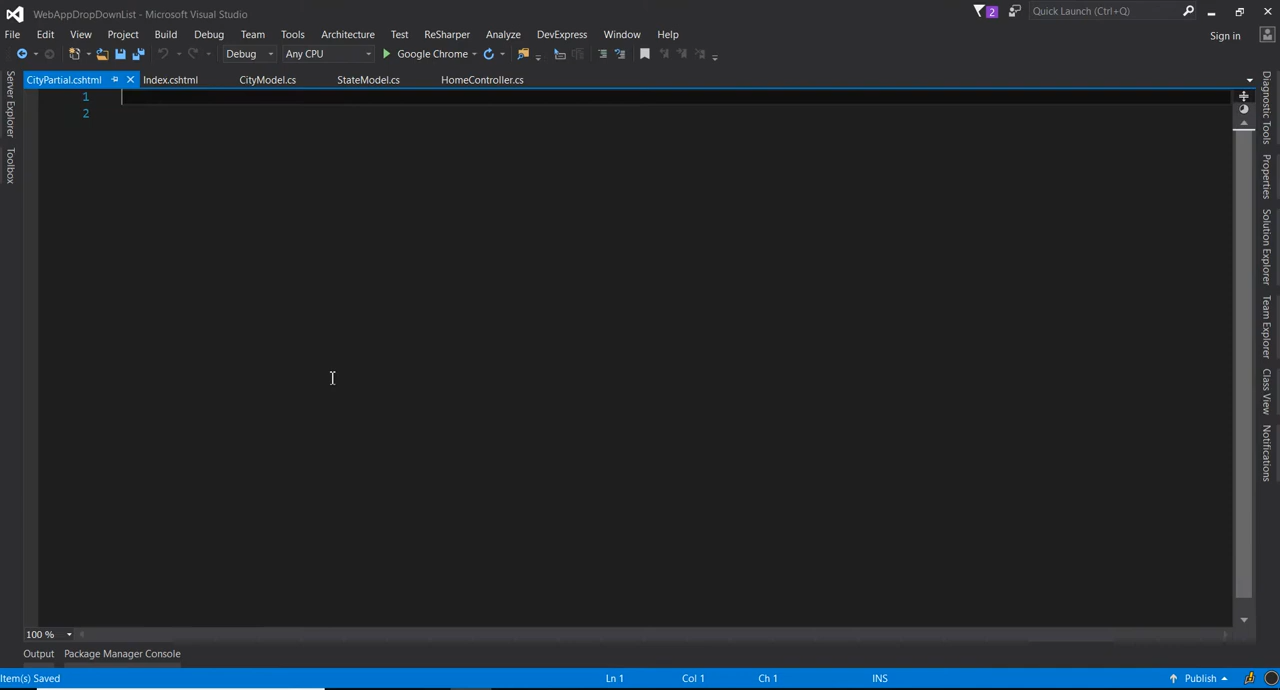 WebAppDropDownList - Microsoft Visual Studio
2
Quick Launch (Ctrl+Q)
File Edit View Project Build Debug Team Tools Architecture Test ReSharper Analyze DevExpress Window Help
Sign in
Debug Any CPU Google Chrome
CityPartial.cshtml Index.cshtml CityModel.cs StateModel.cs HomeController.cs
Server Explorer
Toolbox
1
2
Diagnostic Tools
Properties
Solution Explorer
Team Explorer
Class View
Notifications
100 %
Output Package Manager Console
Item(s) Saved Ln 1 Col 1 Ch 1 INS Publish